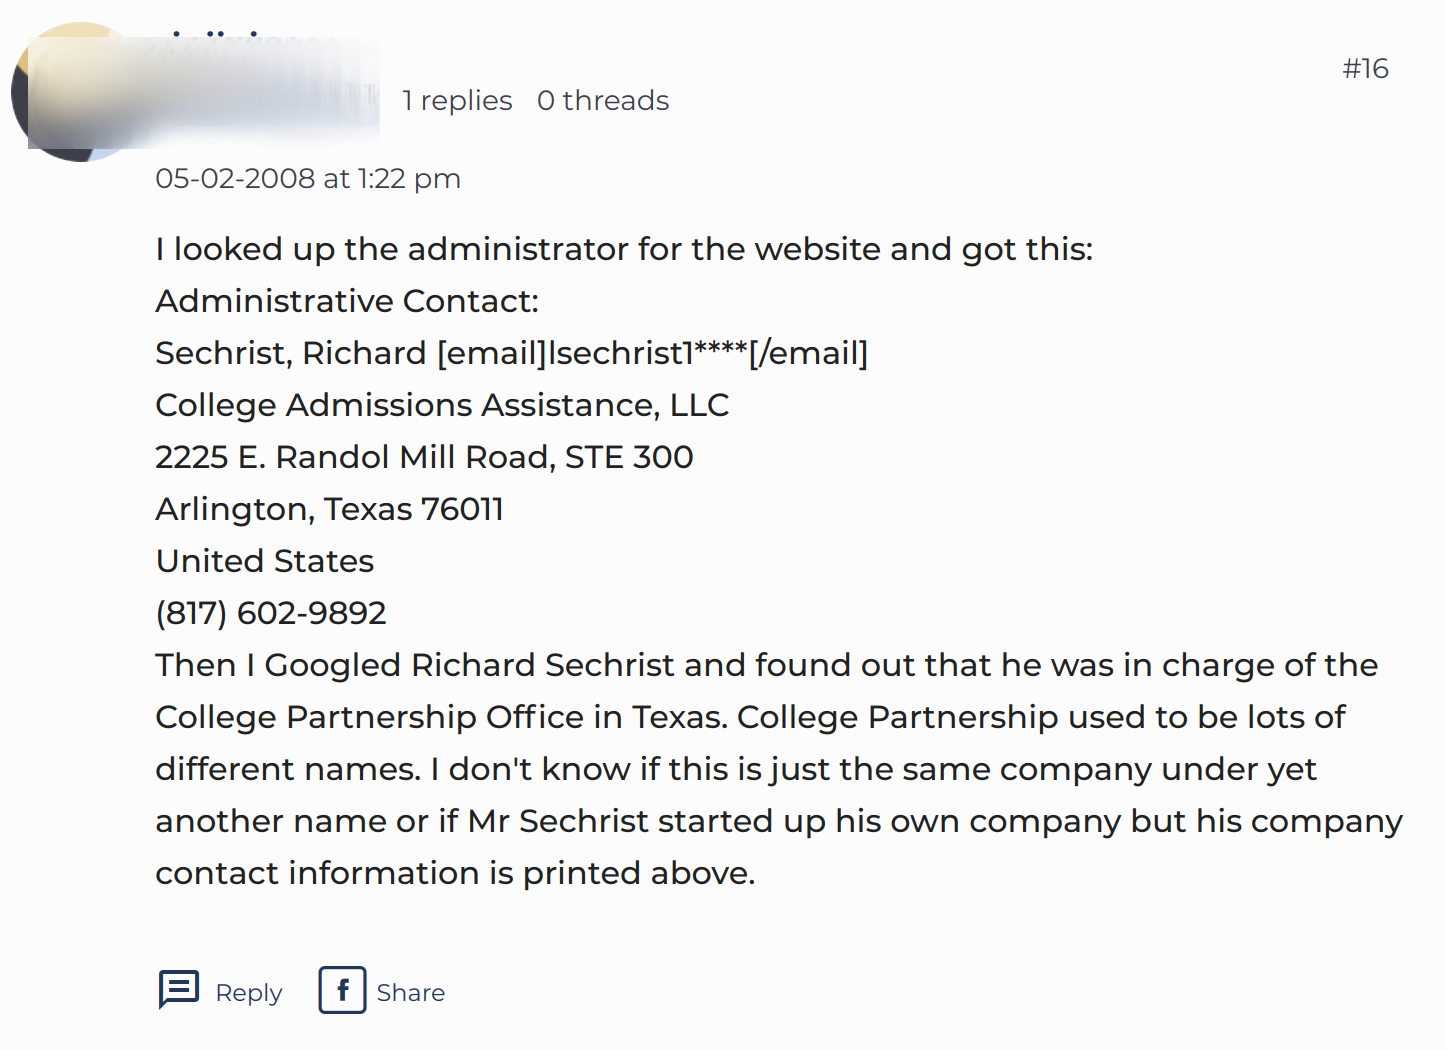 #16
1 replies 0 threads
05-02-2008 at 1:22 pm
I looked up the administrator for the website and got this:
Administrative Contact:
Sechrist, Richard [email]lsechrist1****[/email]
College Admissions Assistance, LLC
2225 E. Randol Mill Road, STE 300
Arlington, Texas 76011
United States
(817) 602-9892
Then I Googled Richard Sechrist and found out that he was in charge of the
College Partnership Office in Texas. College Partnership used to be lots of
different names. I don't know if this is just the same company under yet
another name or if Mr Sechrist started up his own company but his company
contact information is printed above.
Reply Share